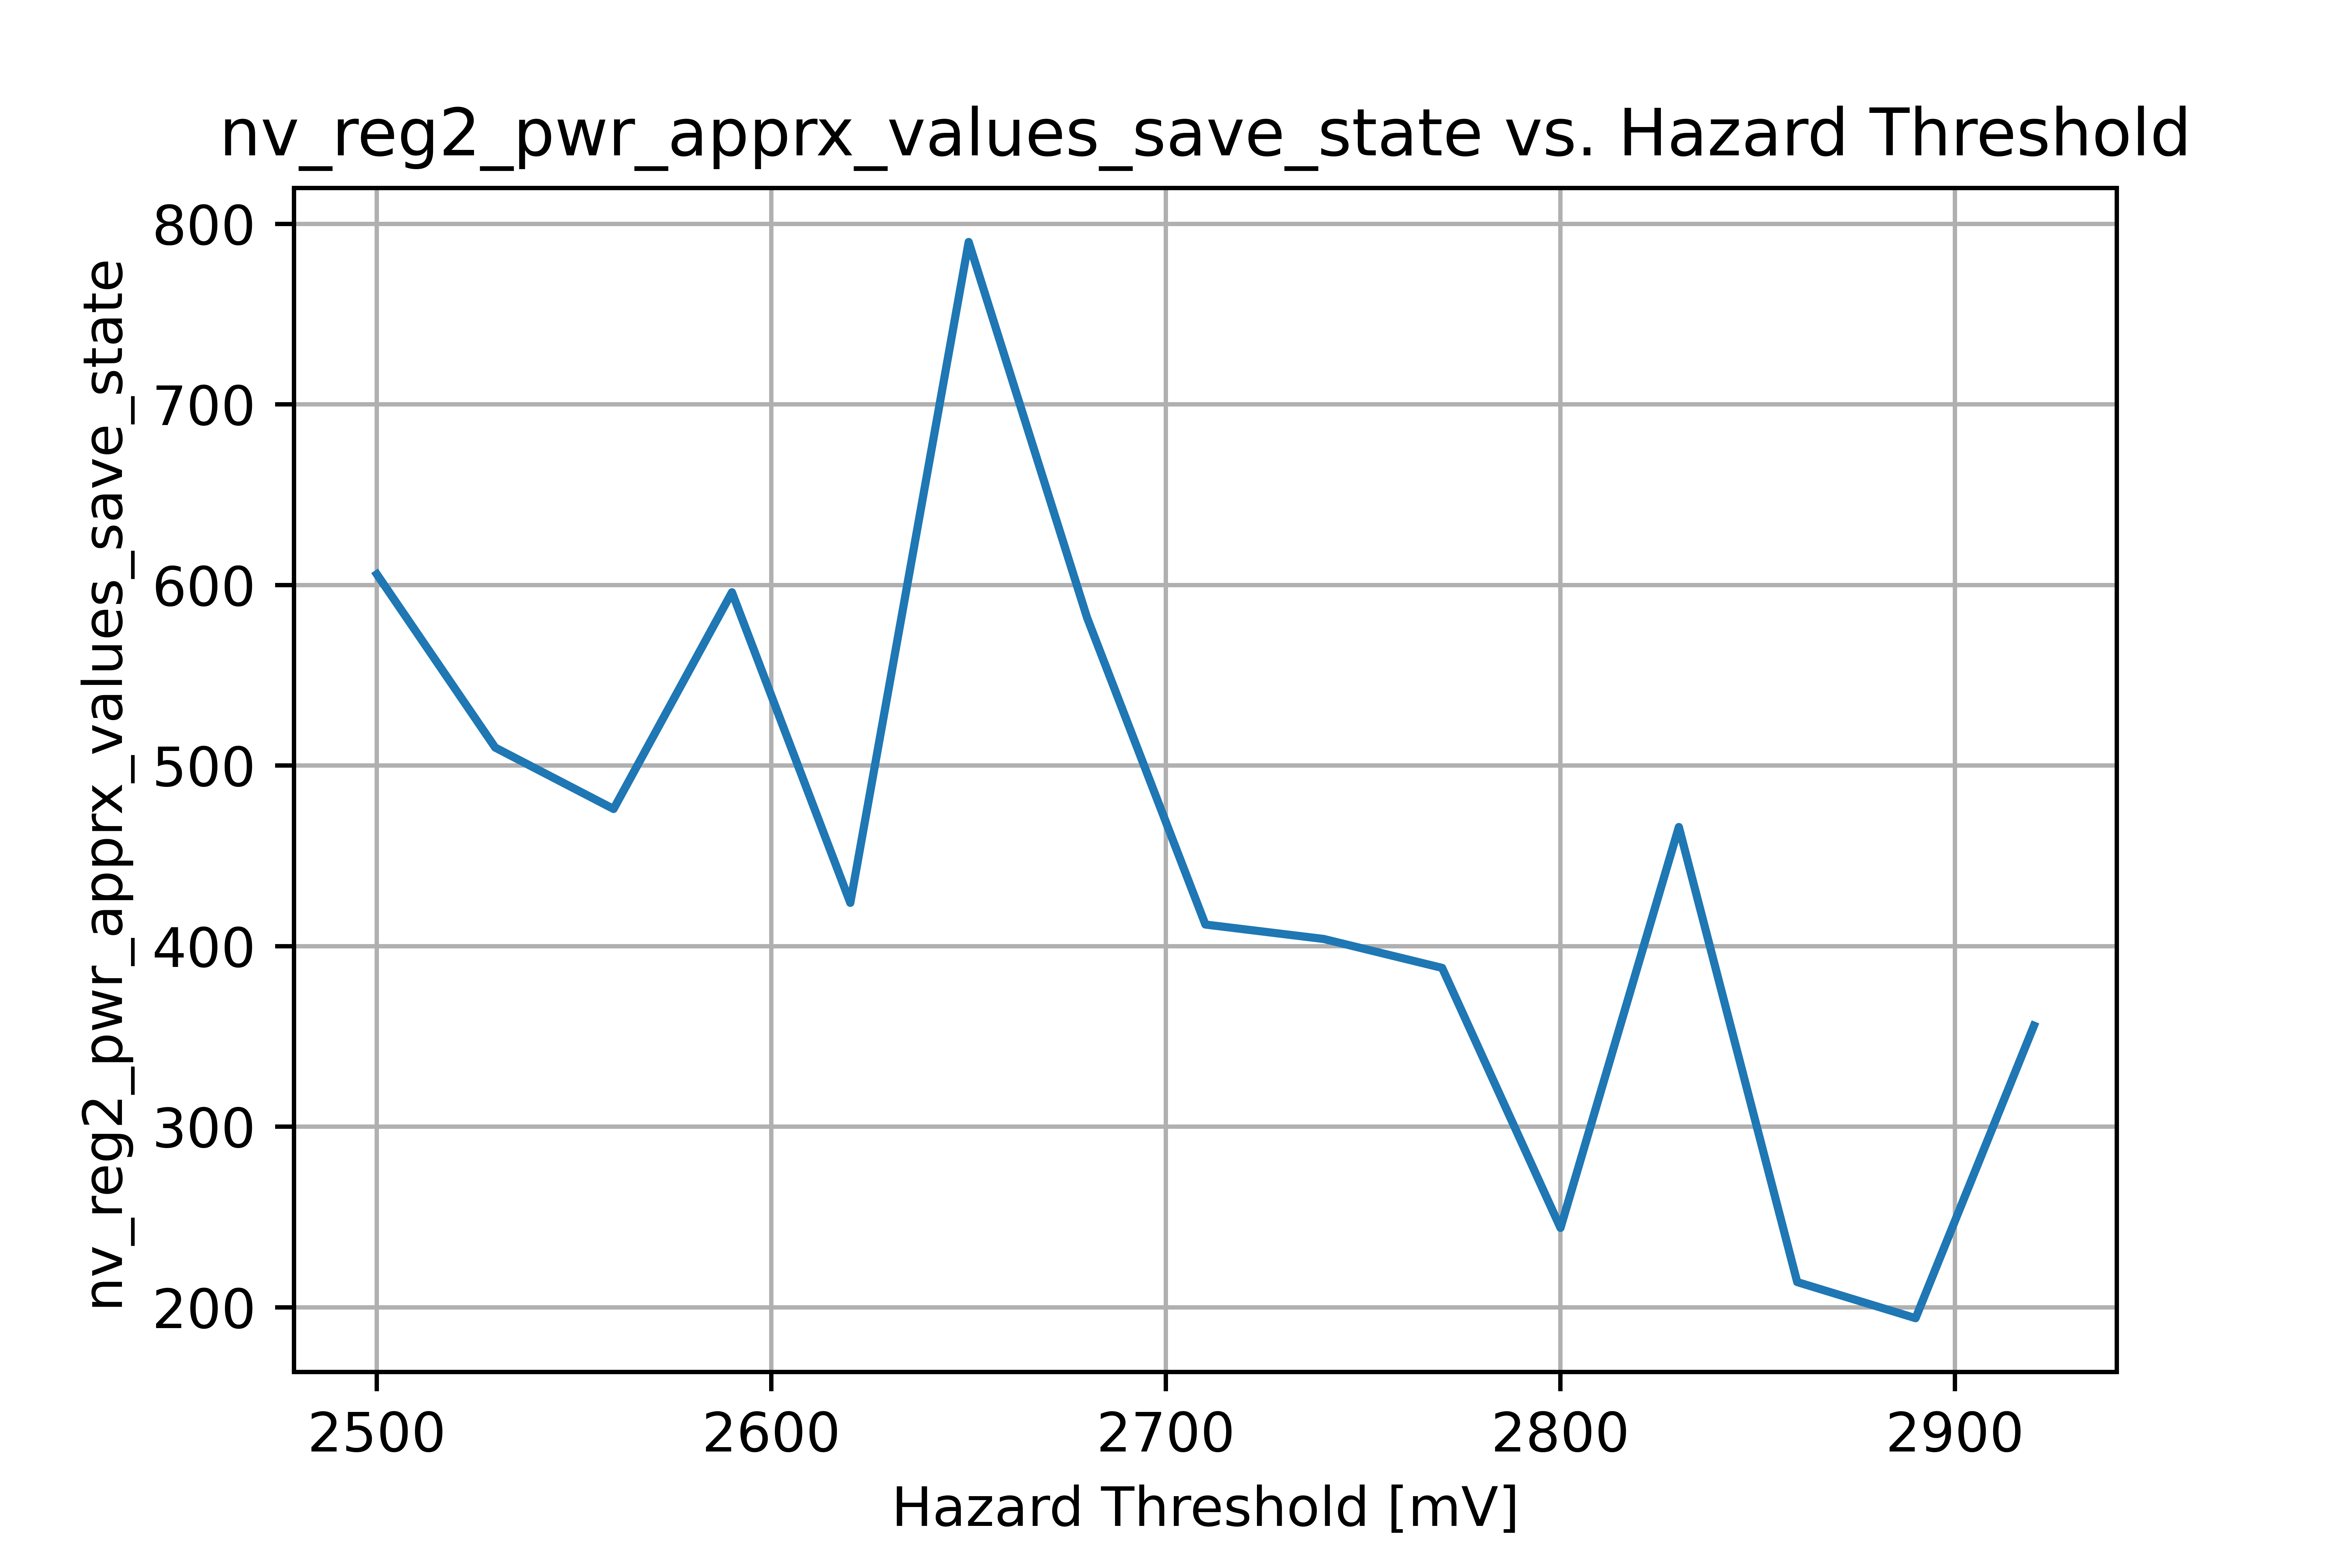 nv_reg2_pwr_apprx_values_save_state vs. Hazard Threshold
nv_reg2_pwr_apprx_values_save_state
800
700
600
500
400
300
200
2500 2600 2700 2800 2900
Hazard Threshold [mV]